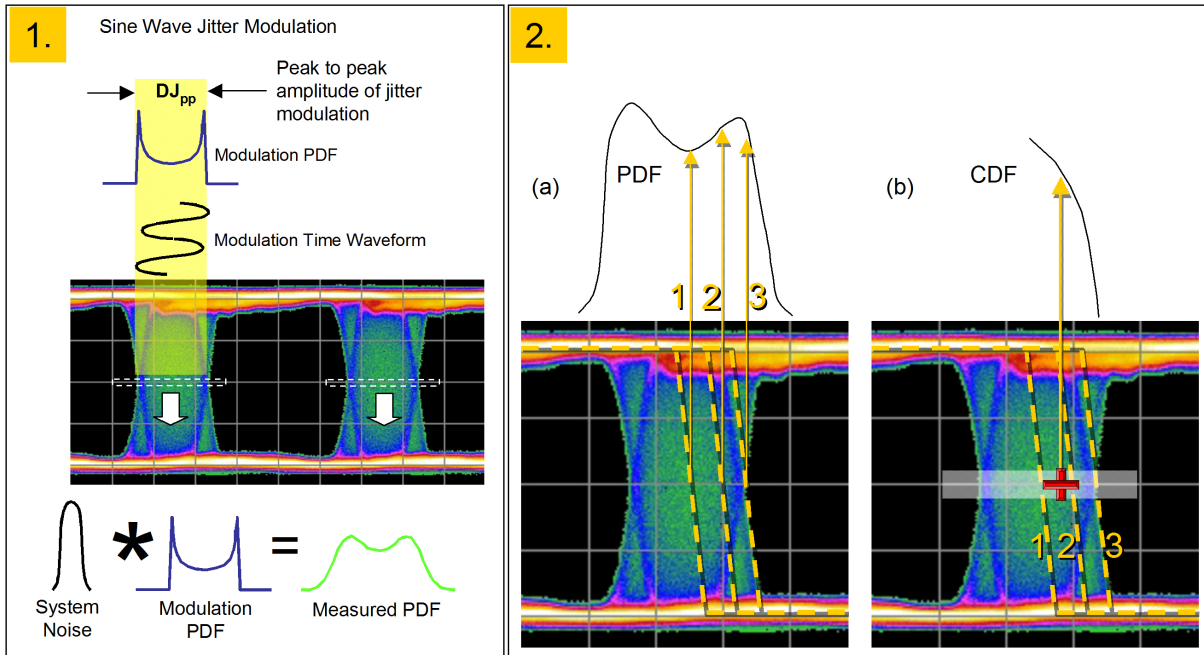 1.
Sine Wave Jitter Modulation
DJpp
Peak to peak
amplitude of jitter
modulation
Modulation PDF
Modulation Time Waveform
*
=
System
Noise
Modulation
PDF
Measured PDF
2.
(a)
PDF
1
2
3
(b)
CDF
1
2
3